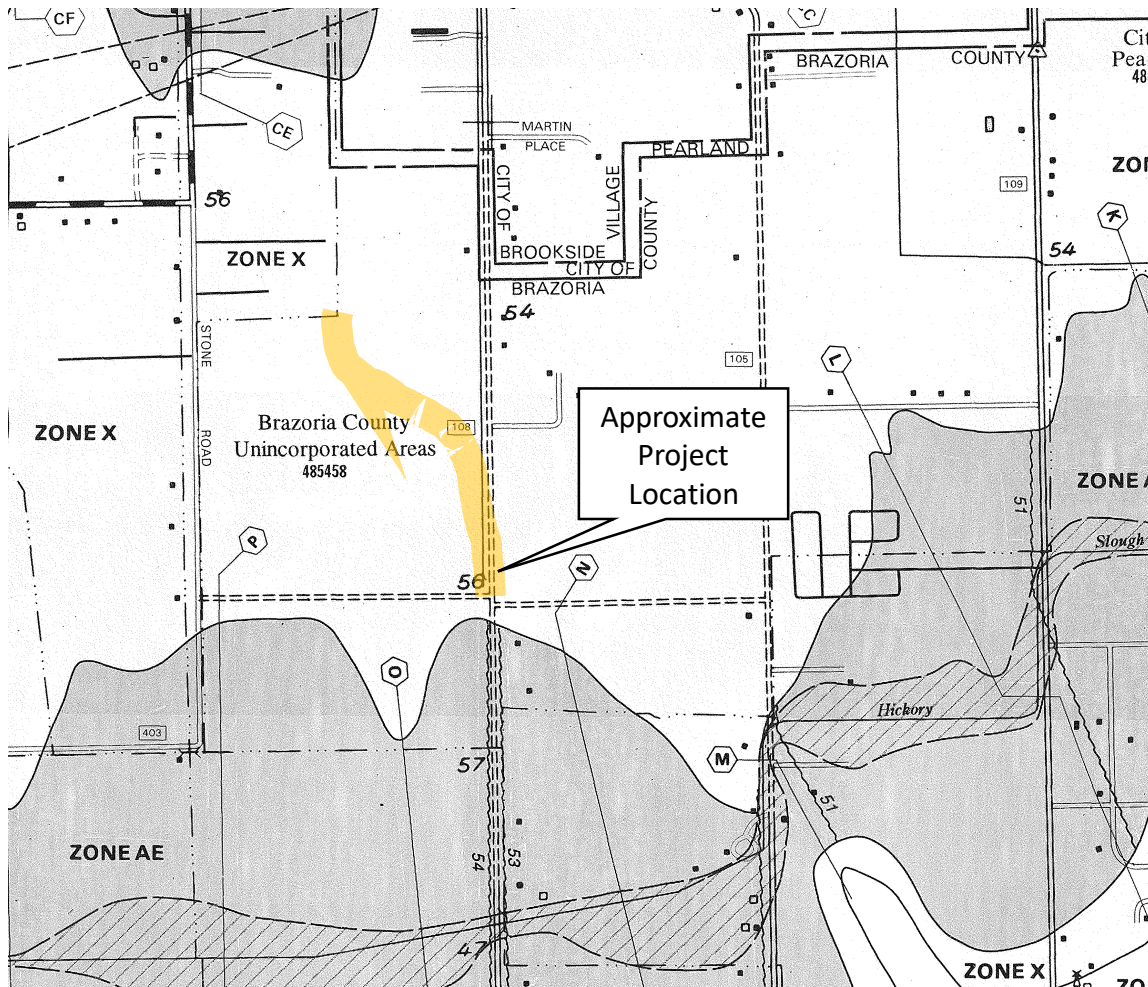 CF
BRAZORIA
COUNTY
Cit
Pea
48
CE
MARTIN
PLACE
PEARLAND
ZON
109
56
CITY OF
VILLAGE
COUNTY
K
ZONE X
BROOKSIDE
CITY OF
BRAZORIA
54
54
STONE
ROAD
105
L
Approximate
Project
Location
Brazoria County
Unincorporated Areas
485458
108
ZONE X
ZONE A
51
Slough
P
56
N
O
Hickory
403
57
M
51
ZONE AE
54
53
47
ZONE X
ZO